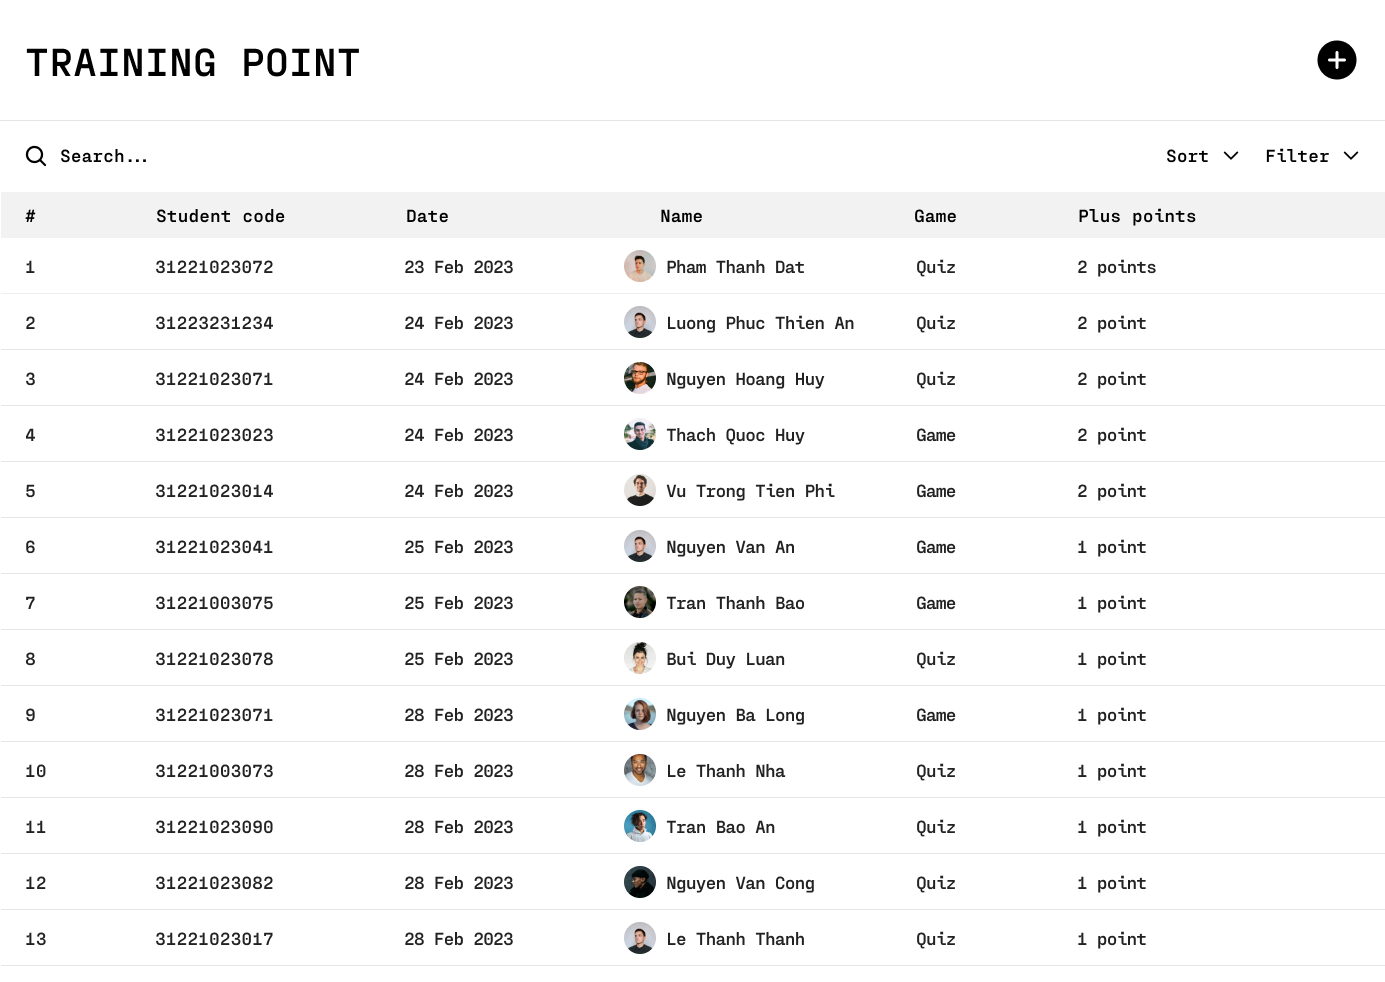 TRAINING POINT
Search...
Sort Filter
# Student code Date Name Game Plus points
1 31221023072 23 Feb 2023 Pham Thanh Dat Quiz 2 points
2 31223231234 24 Feb 2023 Luong Phuc Thien An Quiz 2 point
3 31221023071 24 Feb 2023 Nguyen Hoang Huy Quiz 2 point
4 31221023023 24 Feb 2023 Thach Quoc Huy Game 2 point
5 31221023014 24 Feb 2023 Vu Trong Tien Phi Game 2 point
6 31221023041 25 Feb 2023 Nguyen Van An Game 1 point
7 31221003075 25 Feb 2023 Tran Thanh Bao Game 1 point
8 31221023078 25 Feb 2023 Bui Duy Luan Quiz 1 point
9 31221023071 28 Feb 2023 Nguyen Ba Long Game 1 point
10 31221003073 28 Feb 2023 Le Thanh Nha Quiz 1 point
11 31221023090 28 Feb 2023 Tran Bao An Quiz 1 point
12 31221023082 28 Feb 2023 Nguyen Van Cong Quiz 1 point
13 31221023017 28 Feb 2023 Le Thanh Thanh Quiz 1 point